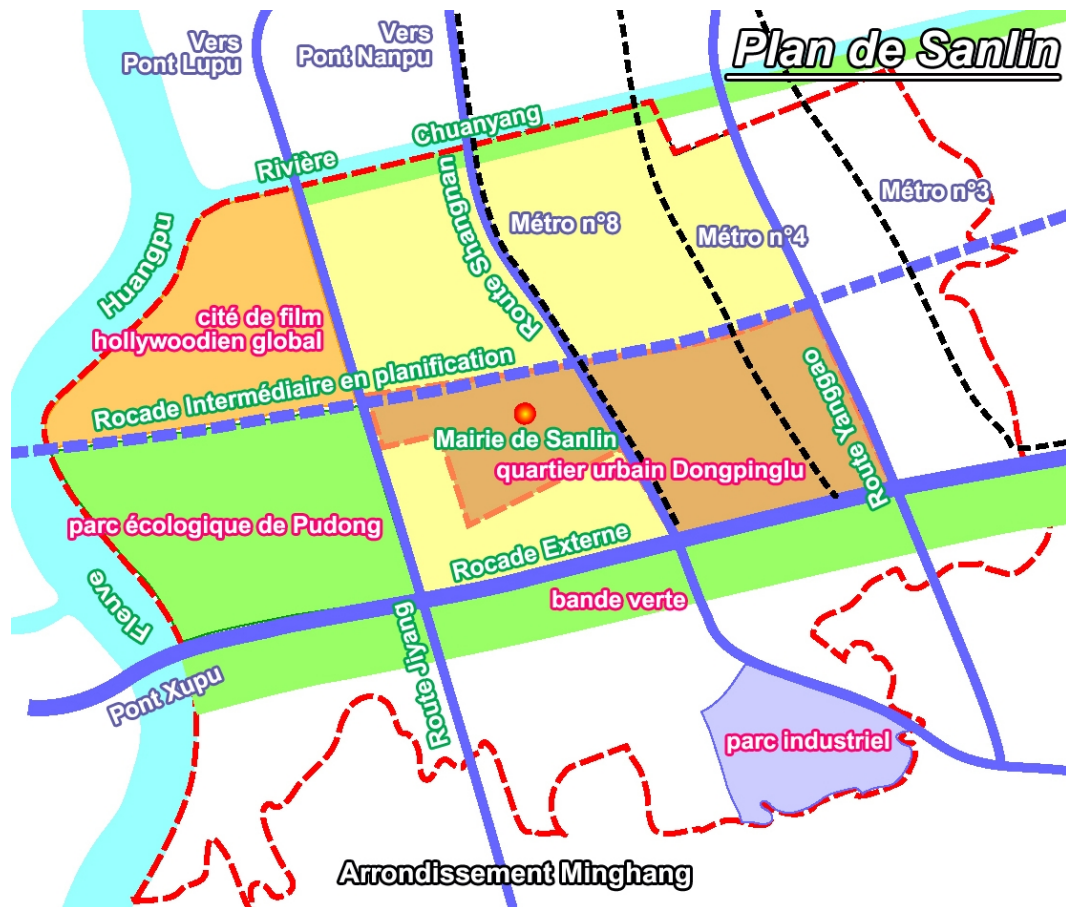 Plan de Sanlin
Vers
Pont Lupu
Vers
Pont Nanpu
Rivière
Chuanyang
Route Shangnan
Métro n°8
Métro n°4
Métro n°3
Huangpu
cité de film
hollywoodien global
Rocade Intermédiaire en planification
Mairie de Sanlin
quartier urbain Dongpinglu
Route Yanggao
parc écologique de Pudong
Rocade Externe
Fleuve
bande verte
Route Jiyang
Pont Xupu
parc industriel
Arrondissement Minghang